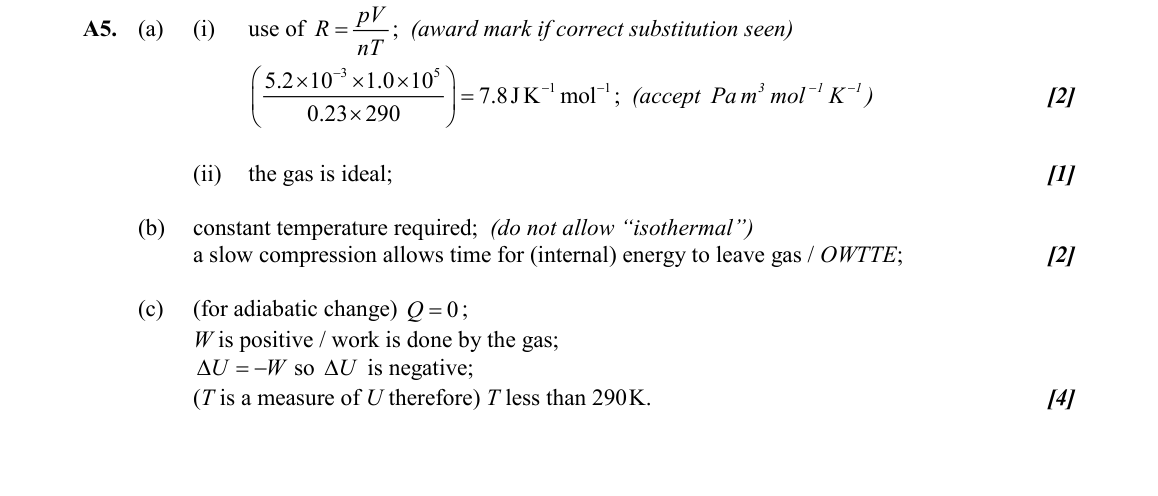 A5. (a) (i) use of R = pV/nT ; (award mark if correct substitution seen)
(5.2×10⁻³ ×1.0×10⁵ / 0.23×290) = 7.8 J K⁻¹ mol⁻¹ ; (accept Pa m³ mol⁻¹ K⁻¹) [2]
(ii) the gas is ideal; [1]
(b) constant temperature required; (do not allow “isothermal”)
a slow compression allows time for (internal) energy to leave gas / OWTTE; [2]
(c) (for adiabatic change) Q = 0 ;
W is positive / work is done by the gas;
ΔU = −W so ΔU is negative;
(T is a measure of U therefore) T less than 290 K. [4]